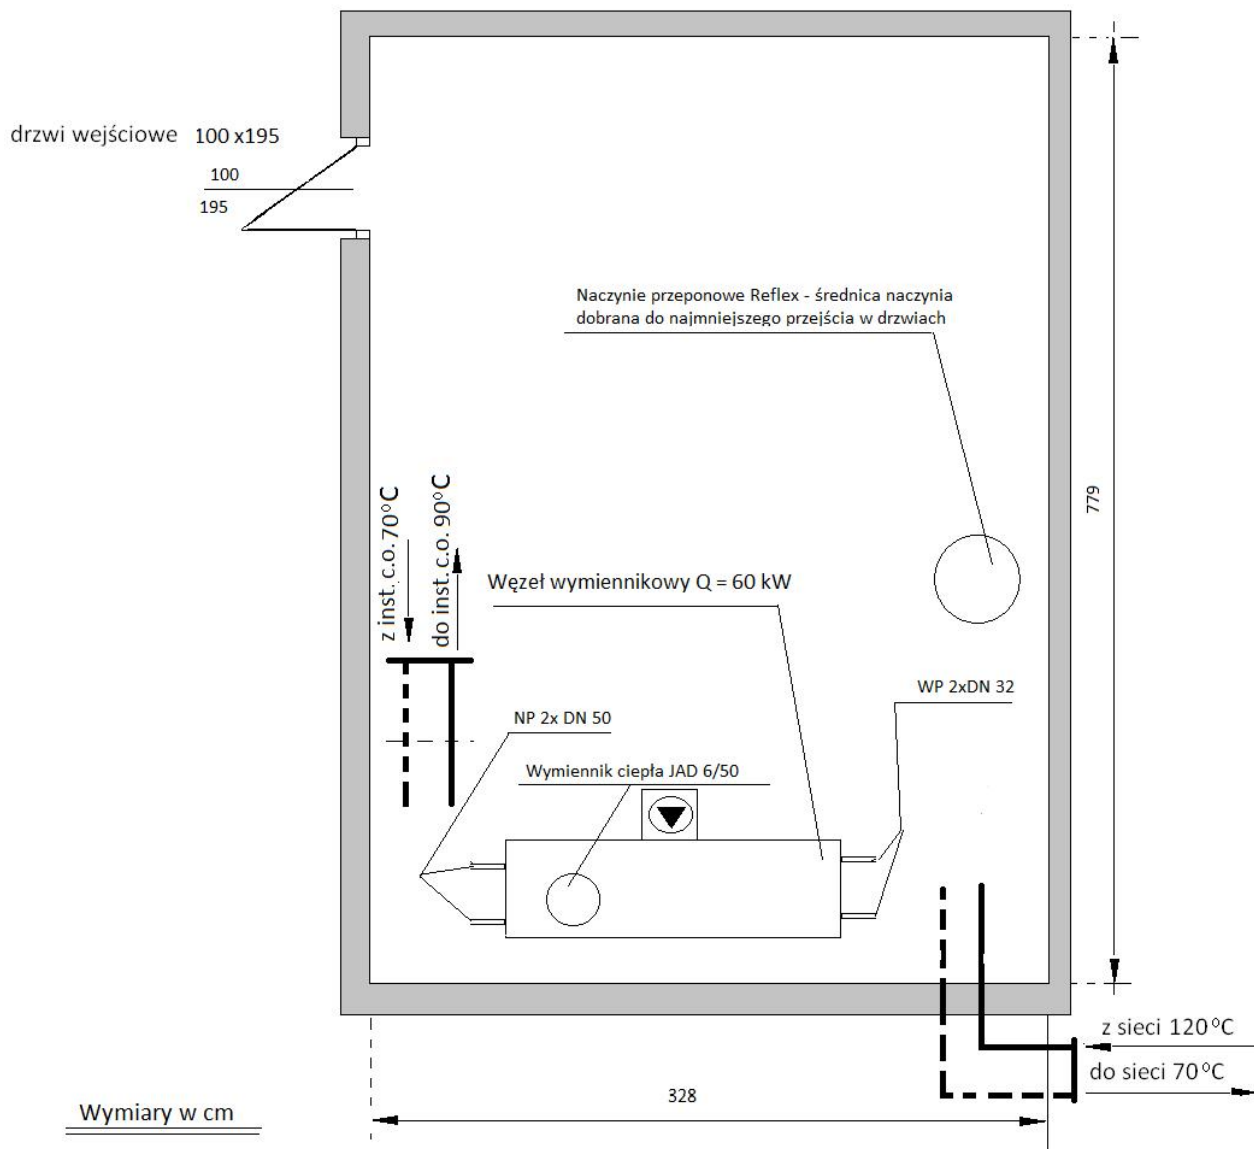 drzwi wejściowe 100 x195
100
195
Naczynie przeponowe Reflex - średnica naczynia
dobrana do najmniejszego przejścia w drzwiach
779
z inst. c.o. 70°C
do inst. c.o. 90°C
Węzeł wymiennikowy Q = 60 kW
WP 2xDN 32
NP 2x DN 50
Wymiennik ciepła JAD 6/50
z sieci 120°C
do sieci 70°C
328
Wymiary w cm